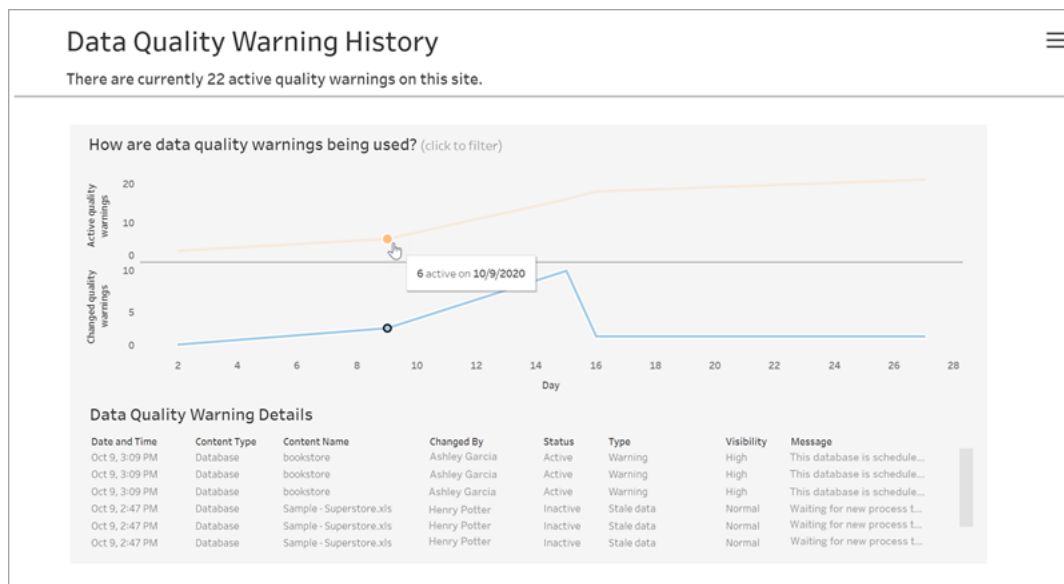 Data Quality Warning History
There are currently 22 active quality warnings on this site.
How are data quality warnings being used? (click to filter)
Active quality
warnings
20
10
0
6 active on 10/9/2020
Changed quality
warnings
10
5
0
2 4 6 8 10 12 14 16 18 20 22 24 26 28
Day
Data Quality Warning Details
Date and Time Content Type Content Name Changed By Status Type Visibility Message
Oct 9, 3:09 PM Database bookstore Ashley Garcia Active Warning High This database is schedule...
Oct 9, 3:09 PM Database bookstore Ashley Garcia Active Warning High This database is schedule...
Oct 9, 3:09 PM Database bookstore Ashley Garcia Active Warning High This database is schedule...
Oct 9, 2:47 PM Database Sample - Superstore.xls Henry Potter Inactive Stale data Normal Waiting for new process t...
Oct 9, 2:47 PM Database Sample - Superstore.xls Henry Potter Inactive Stale data Normal Waiting for new process t...
Oct 9, 2:47 PM Database Sample - Superstore.xls Henry Potter Inactive Stale data Normal Waiting for new process t...